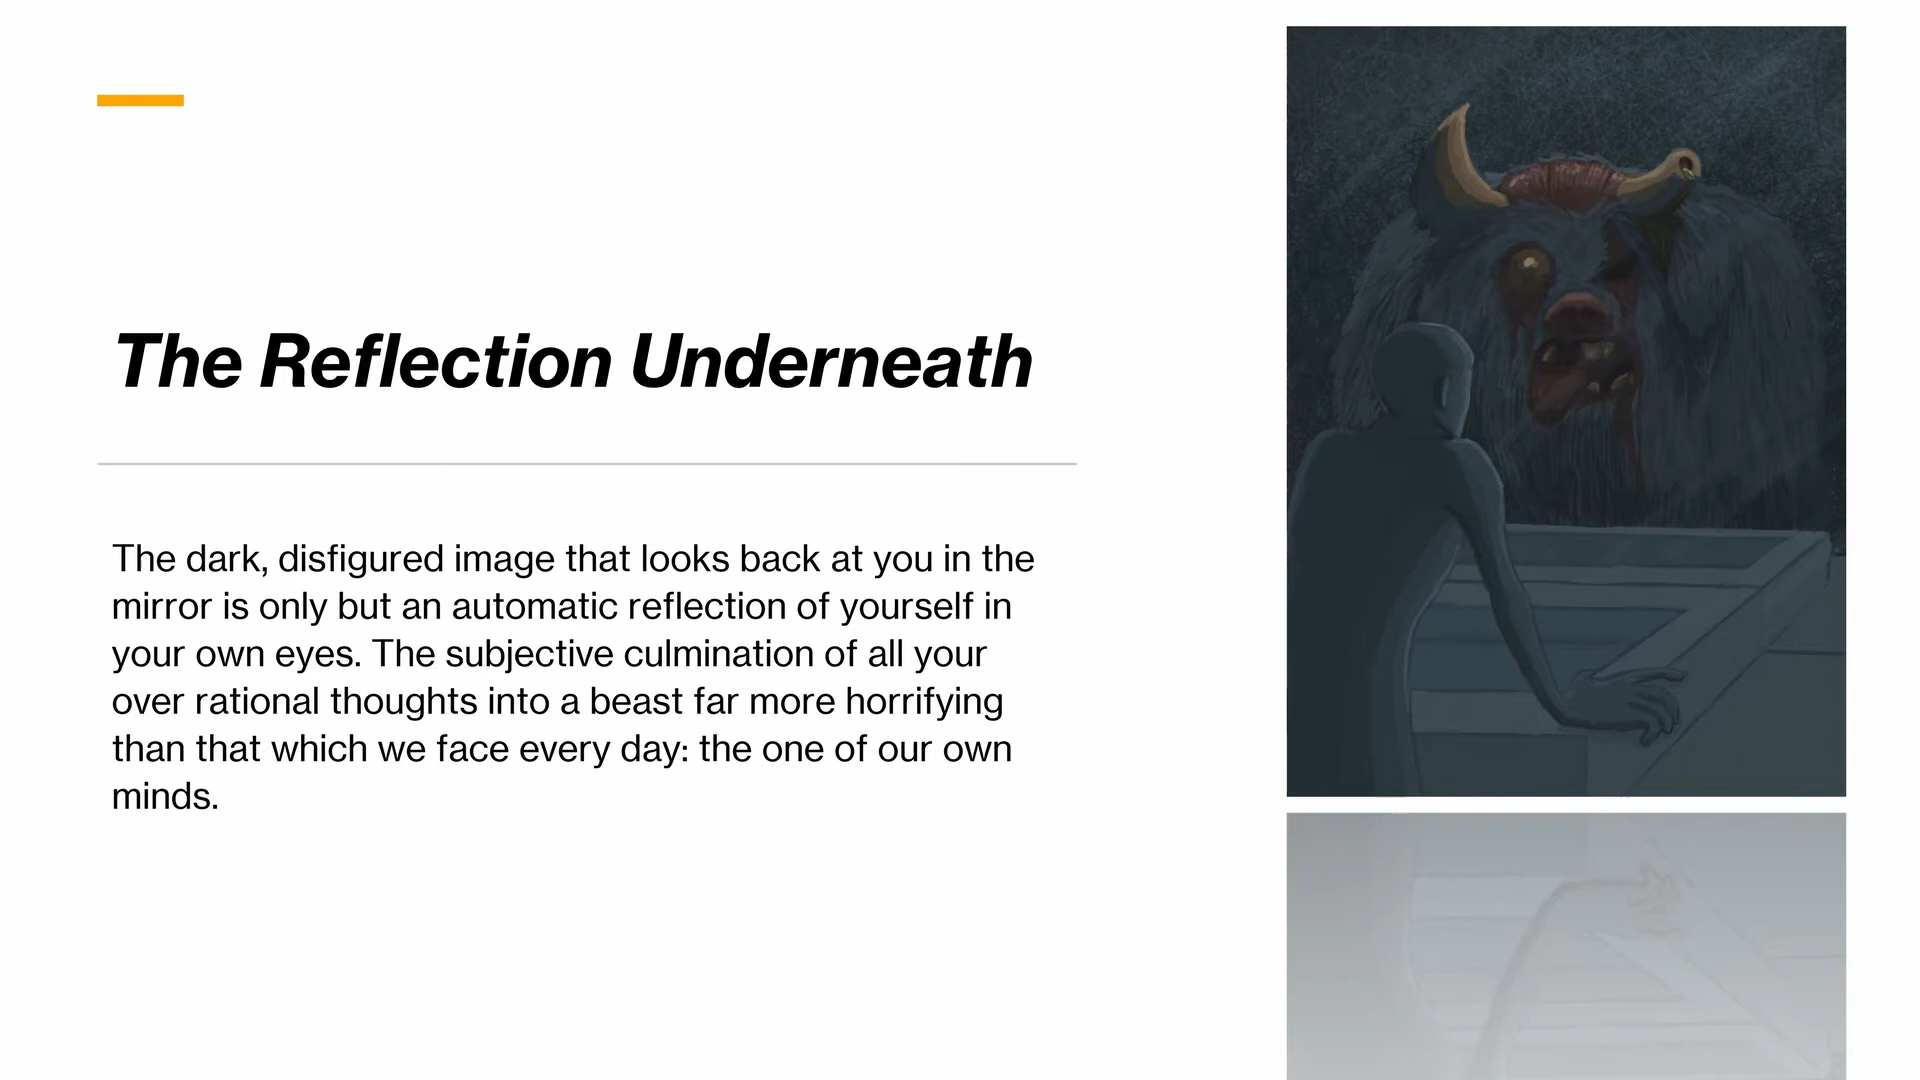 The Reflection Underneath
The dark, disfigured image that looks back at you in the
mirror is only but an automatic reflection of yourself in
your own eyes. The subjective culmination of all your
over rational thoughts into a beast far more horrifying
than that which we face every day: the one of our own
minds.